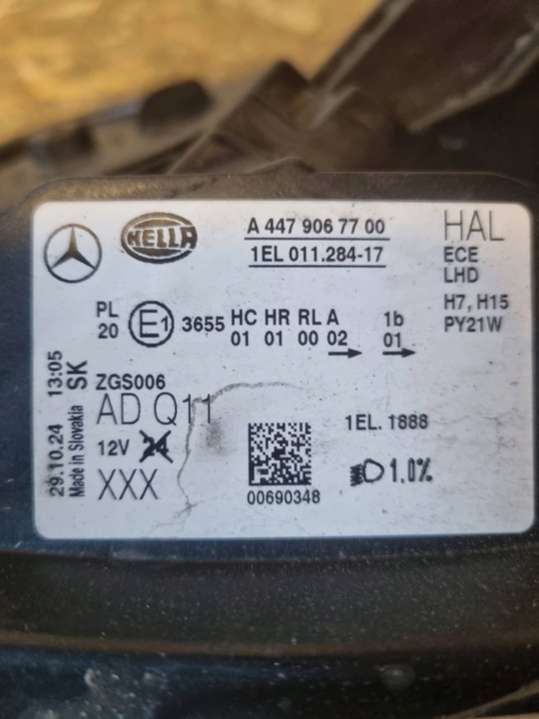 HELLA
A 447 906 77 00
1EL 011.284-17
HAL
ECE
LHD
H7, H15
PY21W
PL
20
E1
3655
HC HR RL A
01 01 00 02
1b
01
29.10.24 13:05
Made in Slovakia SK
ZGS006
AD Q11
12V 24
XXX
00690348
1EL. 1888
1.0%